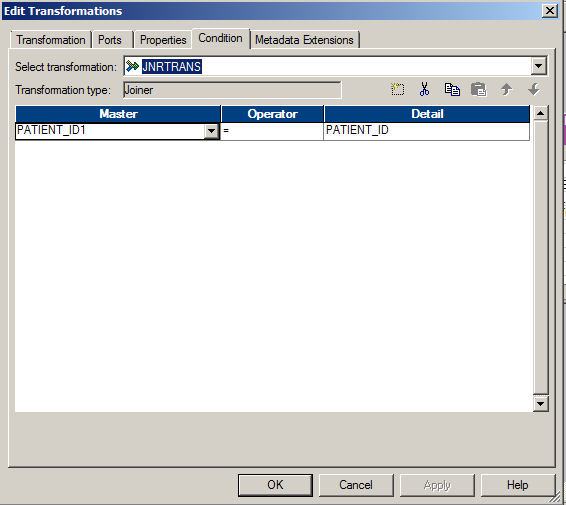 Edit Transformations
Transformation Ports Properties Condition Metadata Extensions
Select transformation: JNRTRANS
Transformation type: Joiner
Master Operator Detail
PATIENT_ID1 = PATIENT_ID
OK Cancel Apply Help